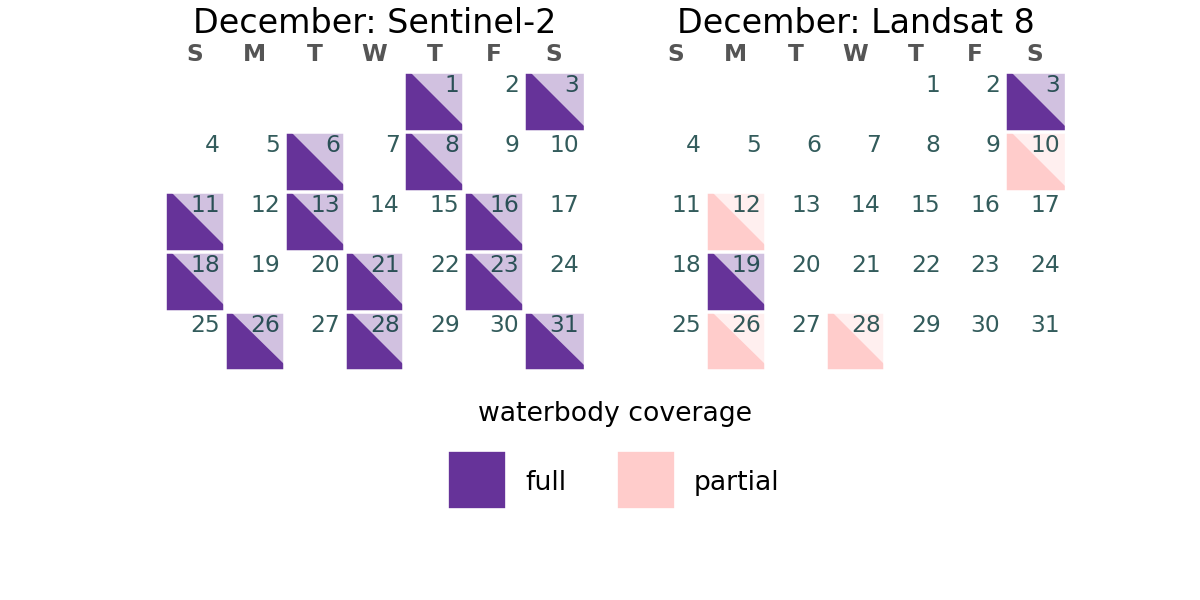 December: Sentinel-2
S M T W T F S
1 2 3
4 5 6 7 8 9 10
11 12 13 14 15 16 17
18 19 20 21 22 23 24
25 26 27 28 29 30 31
December: Landsat 8
S M T W T F S
1 2 3
4 5 6 7 8 9 10
11 12 13 14 15 16 17
18 19 20 21 22 23 24
25 26 27 28 29 30 31
waterbody coverage
full
partial